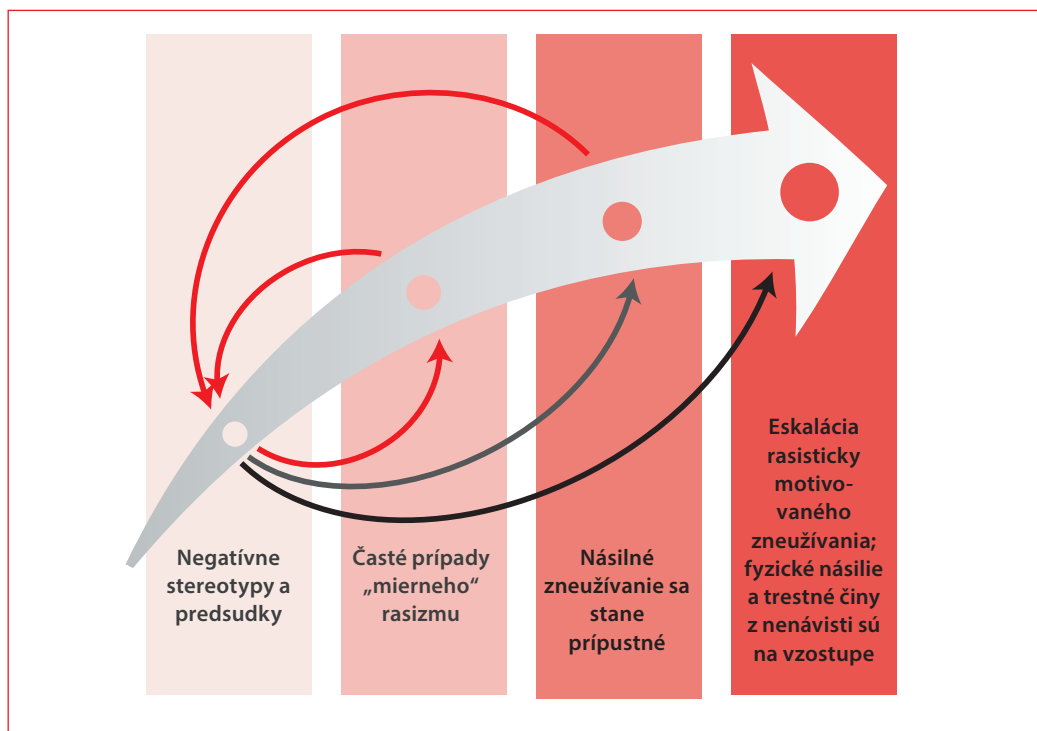 Negatívne
stereotypy a
predsudky
Časté prípady
„mierneho“
rasizmu
Násilné
zneužívanie sa
stane
prípustné
Eskalácia
rasisticky
motivo-
vaného
zneužívania;
fyzické násilie
a trestné činy
z nenávisti sú
na vzostupe